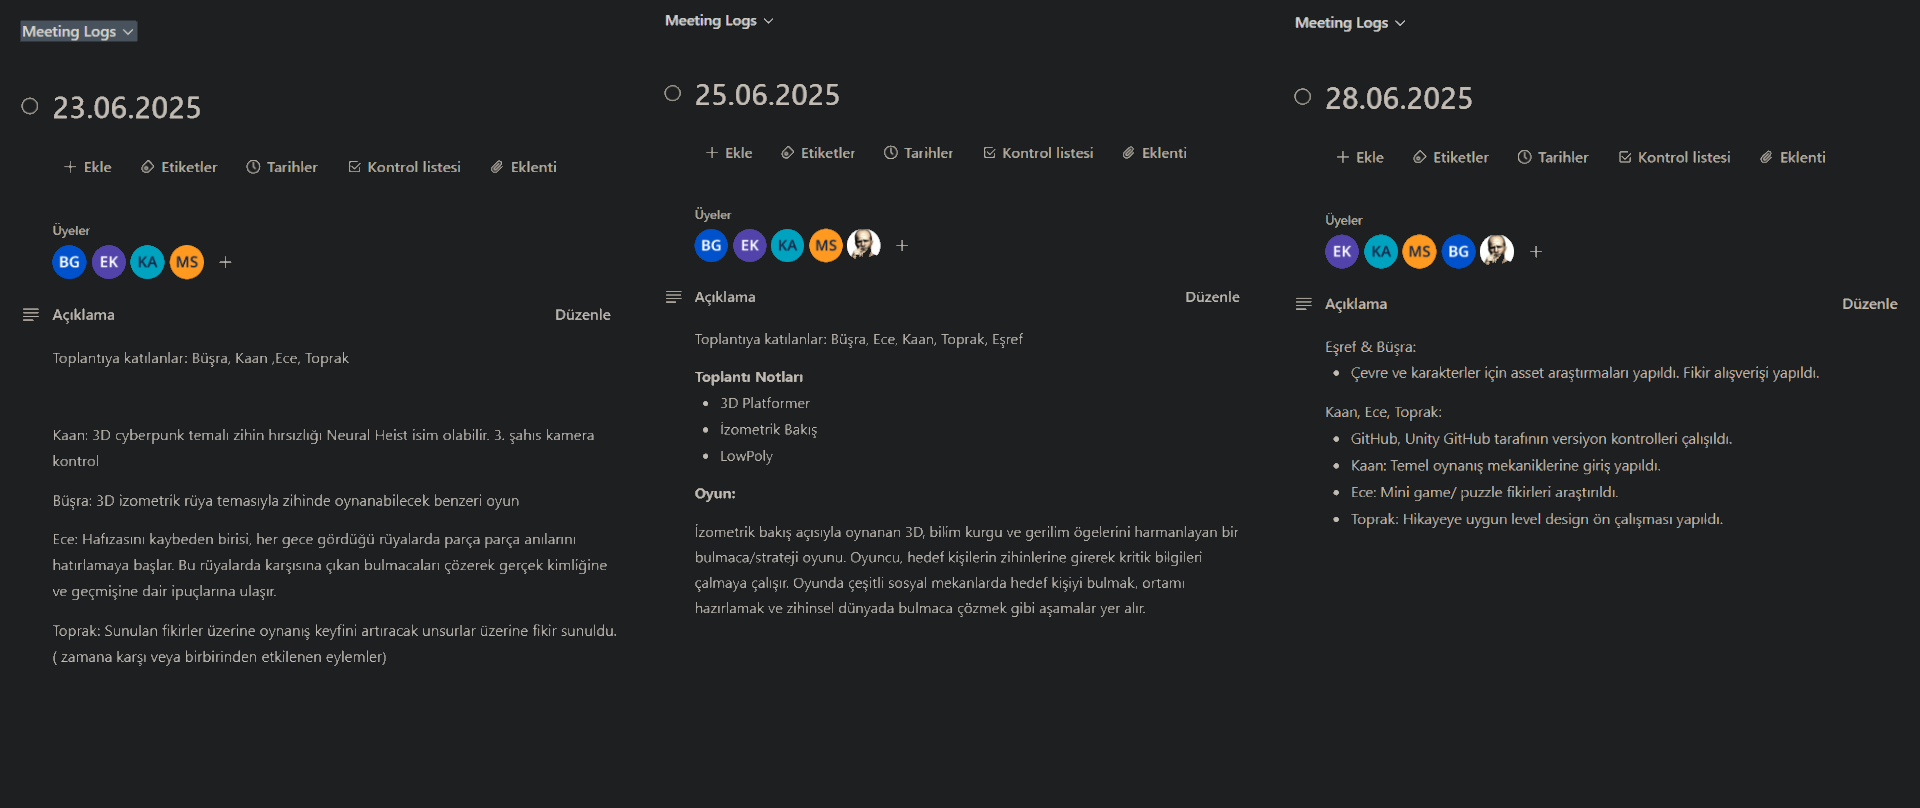 Meeting Logs
23.06.2025
Ekle Etiketler Tarihler Kontrol listesi Eklenti
Üyeler
BG EK KA MS
Açıklama Düzenle
Toplantıya katılanlar: Büşra, Kaan ,Ece, Toprak
Kaan: 3D cyberpunk temalı zihin hırsızlığı Neural Heist isim olabilir. 3. şahıs kamera
kontrol
Büşra: 3D izometrik rüya temasıyla zihinde oynanabilecek benzeri oyun
Ece: Hafızasını kaybeden birisi, her gece gördüğü rüyalarda parça parça anılarını
hatırlamaya başlar. Bu rüyalarda karşısına çıkan bulmacaları çözerek gerçek kimliğine
ve geçmişine dair ipuçlarına ulaşır.
Toprak: Sunulan fikirler üzerine oynanış keyfini artıracak unsurlar üzerine fikir sunuldu.
( zamana karşı veya birbirinden etkilenen eylemler)
Meeting Logs
25.06.2025
Ekle Etiketler Tarihler Kontrol listesi Eklenti
Üyeler
BG EK KA MS
Açıklama Düzenle
Toplantıya katılanlar: Büşra, Ece, Kaan, Toprak, Eşref
Toplantı Notları
• 3D Platformer
• İzometrik Bakış
• LowPoly
Oyun:
İzometrik bakış açısıyla oynanan 3D, bilim kurgu ve gerilim ögelerini harmanlayan bir
bulmaca/strateji oyunu. Oyuncu, hedef kişilerin zihinlerine girerek kritik bilgileri
çalmaya çalışır. Oyunda çeşitli sosyal mekanlarda hedef kişiyi bulmak, ortamı
hazırlamak ve zihinsel dünyada bulmaca çözmek gibi aşamalar yer alır.
Meeting Logs
28.06.2025
Ekle Etiketler Tarihler Kontrol listesi Eklenti
Üyeler
EK KA MS BG
Açıklama Düzenle
Eşref & Büşra:
• Çevre ve karakterler için asset araştırmaları yapıldı. Fikir alışverişi yapıldı.
Kaan, Ece, Toprak:
• GitHub, Unity GitHub tarafının versiyon kontrolleri çalışıldı.
• Kaan: Temel oynanış mekaniklerine giriş yapıldı.
• Ece: Mini game/ puzzle fikirleri araştırıldı.
• Toprak: Hikayeye uygun level design ön çalışması yapıldı.